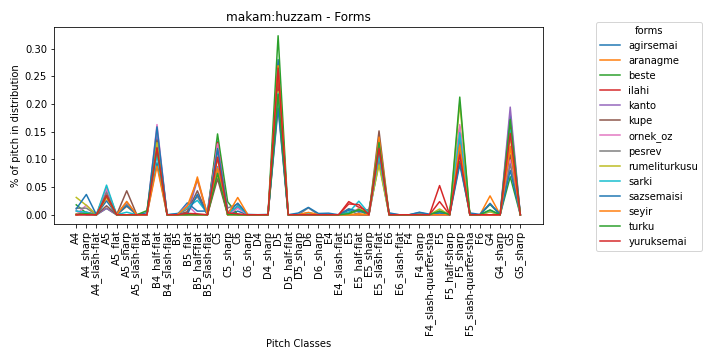 makam:huzzam - Forms
% of pitch in distribution
0.30
0.25
0.20
0.15
0.10
0.05
0.00
A4
A4_sharp
A4_slash-flat
A5
A5_flat
A5_sharp
A5_slash-flat
B4
B4_half-flat
B4_slash-flat
B5
B5_flat
B5_half-flat
B5_slash-flat
C5
C5_sharp
C6
C6_sharp
D4
D4_sharp
D5
D5_half-flat
D5_sharp
D6
D6_sharp
E4
E4_slash-flat
E5
E5_half-flat
E5_sharp
E5_slash-flat
E6
E6_slash-flat
F4
F4_sharp
F4_slash-quarter-sha
F5
F5_half-sharp
F5_sharp
F5_slash-quarter-sha
F6
G4
G4_sharp
G5
G5_sharp
Pitch Classes
forms
agirsemai
aranagme
beste
ilahi
kanto
kupe
ornek_oz
pesrev
rumeliturkusu
sarki
sazsemaisi
seyir
turku
yuruksemai